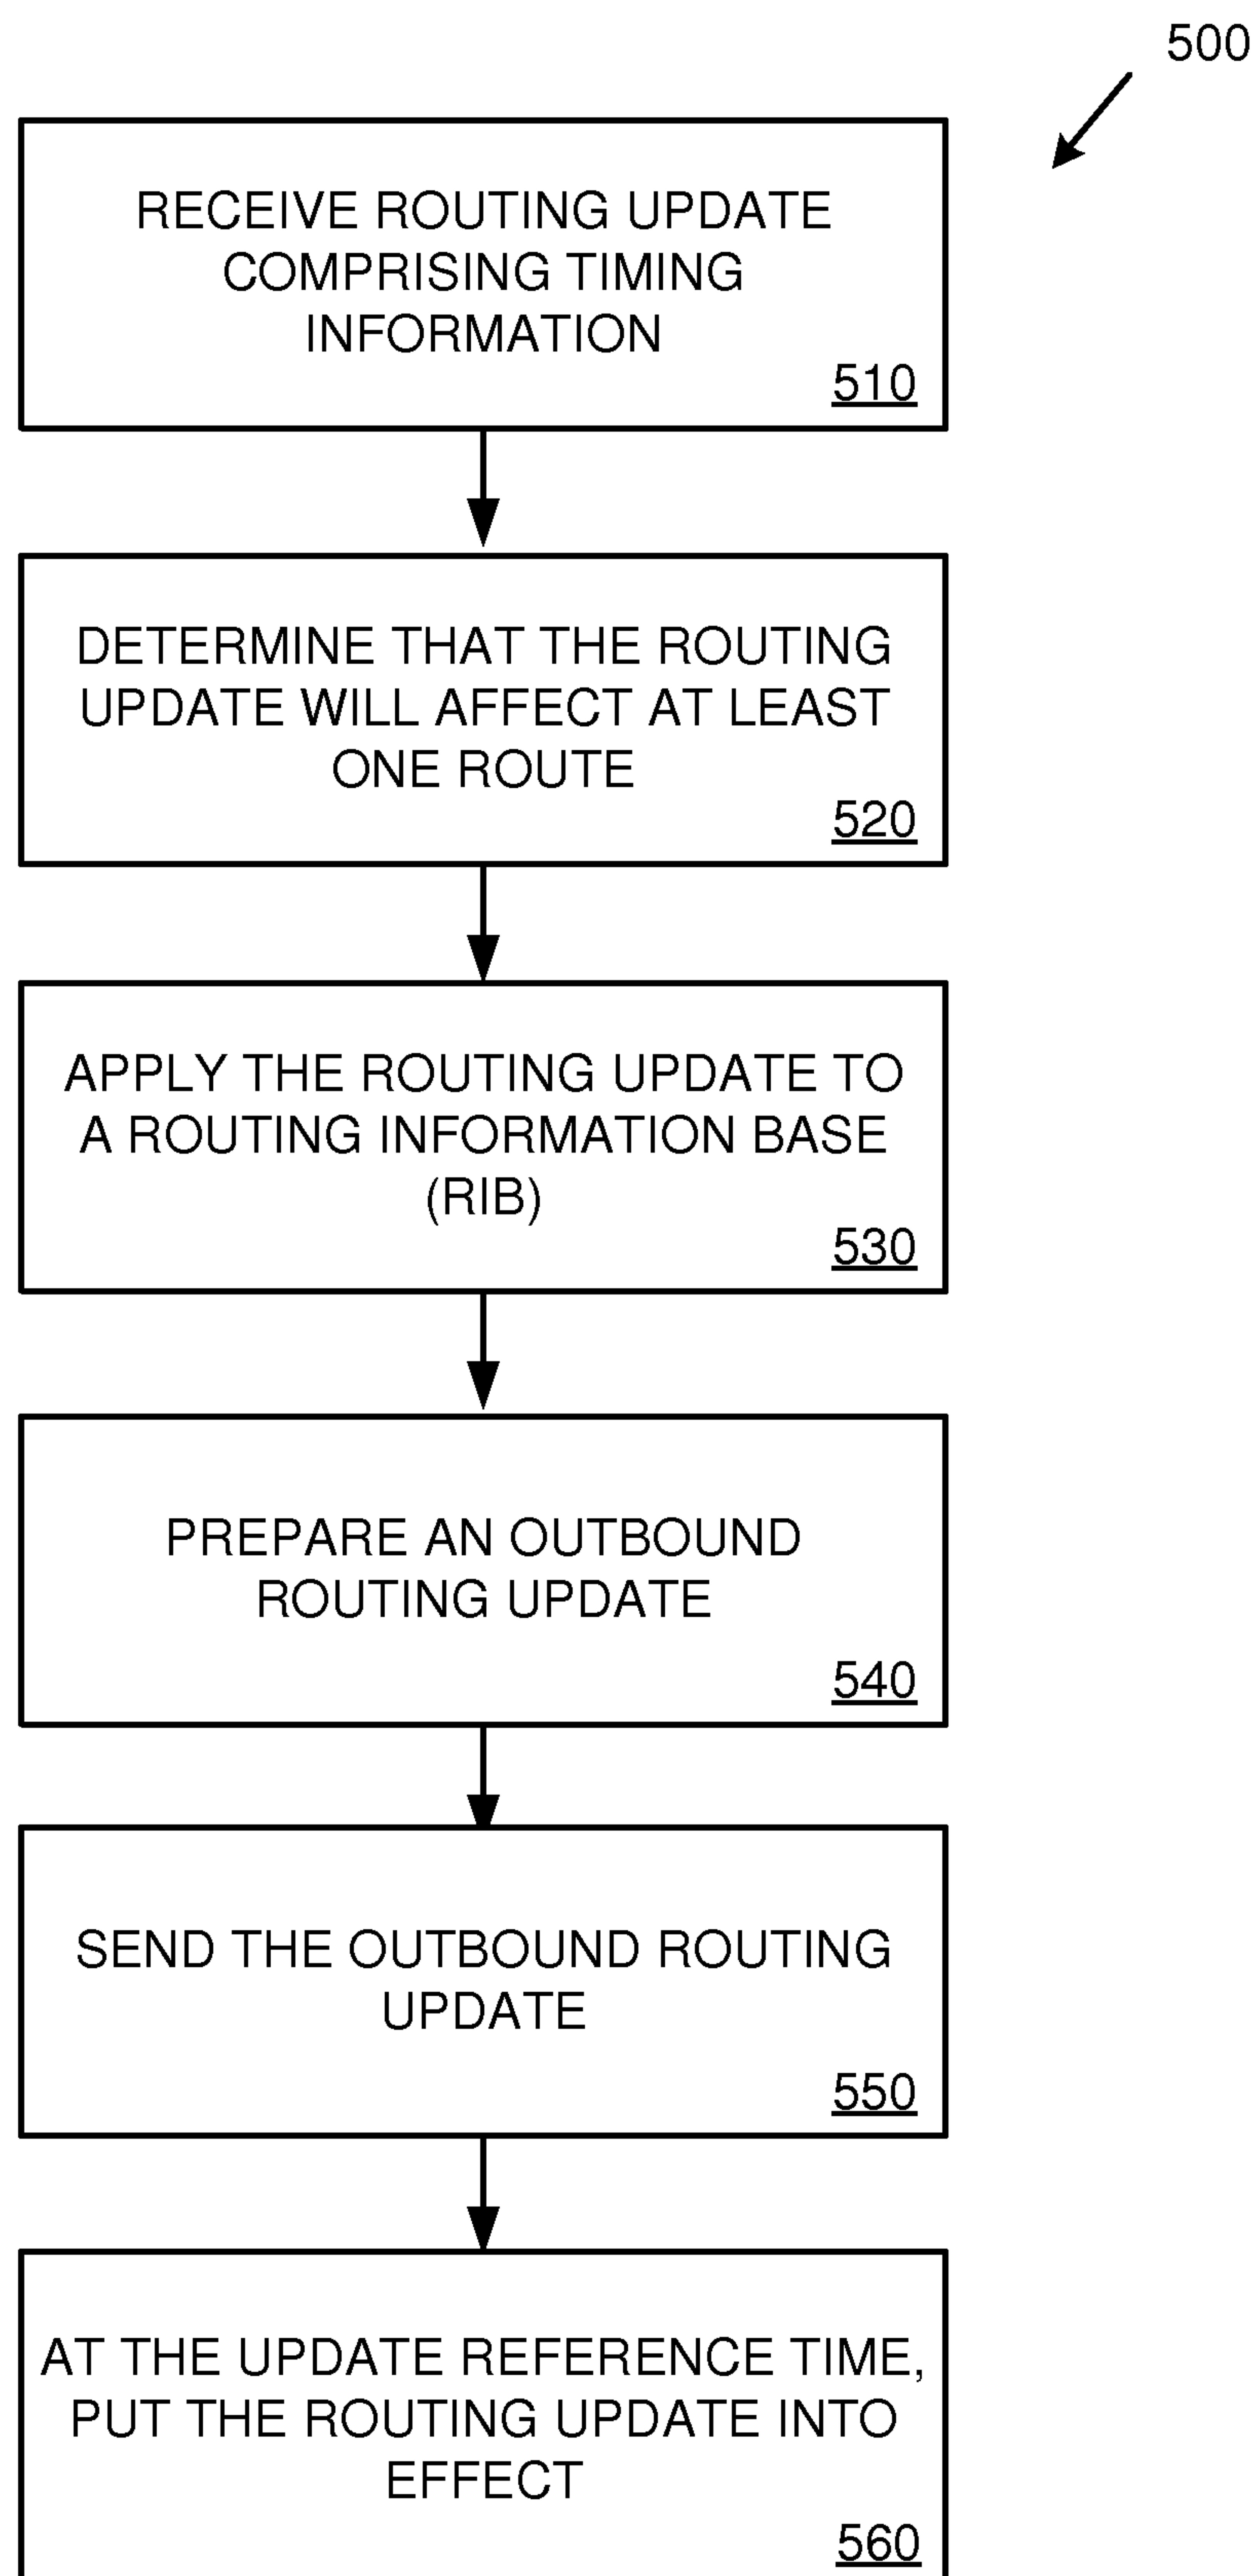 500
RECEIVE ROUTING UPDATE
COMPRISING TIMING
INFORMATION
510
DETERMINE THAT THE ROUTING
UPDATE WILL AFFECT AT LEAST
ONE ROUTE
520
APPLY THE ROUTING UPDATE TO
A ROUTING INFORMATION BASE
(RIB)
530
PREPARE AN OUTBOUND
ROUTING UPDATE
540
SEND THE OUTBOUND ROUTING
UPDATE
550
AT THE UPDATE REFERENCE TIME,
PUT THE ROUTING UPDATE INTO
EFFECT
560